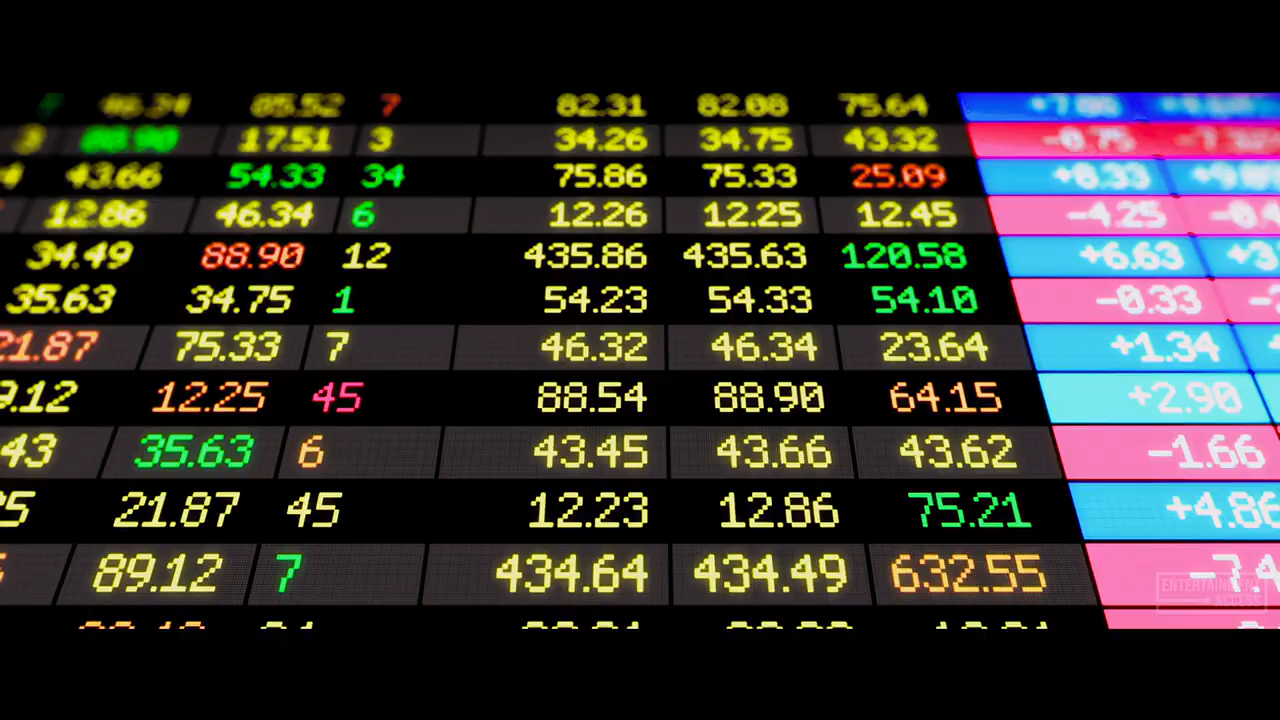 82.31 82.08 75.64
17.51 3 34.26 34.75 43.32 -0.75
43.66 54.33 34 75.86 75.33 25.09 +8.33
12.86 46.34 6 12.26 12.25 12.45 -4.25
34.49 88.90 12 435.86 435.63 120.58 +6.63 +3
35.63 34.75 1 54.23 54.33 54.10 -0.33
21.87 75.33 7 46.32 46.34 23.64 +1.34
9.12 12.25 45 88.54 88.90 64.15 +2.90
43 35.63 6 43.45 43.66 43.62 -1.66
25 21.87 45 12.23 12.86 75.21 +4.86
89.12 7 434.64 434.49 632.55 -7.4
ENTERTAINMENT
ACCESS